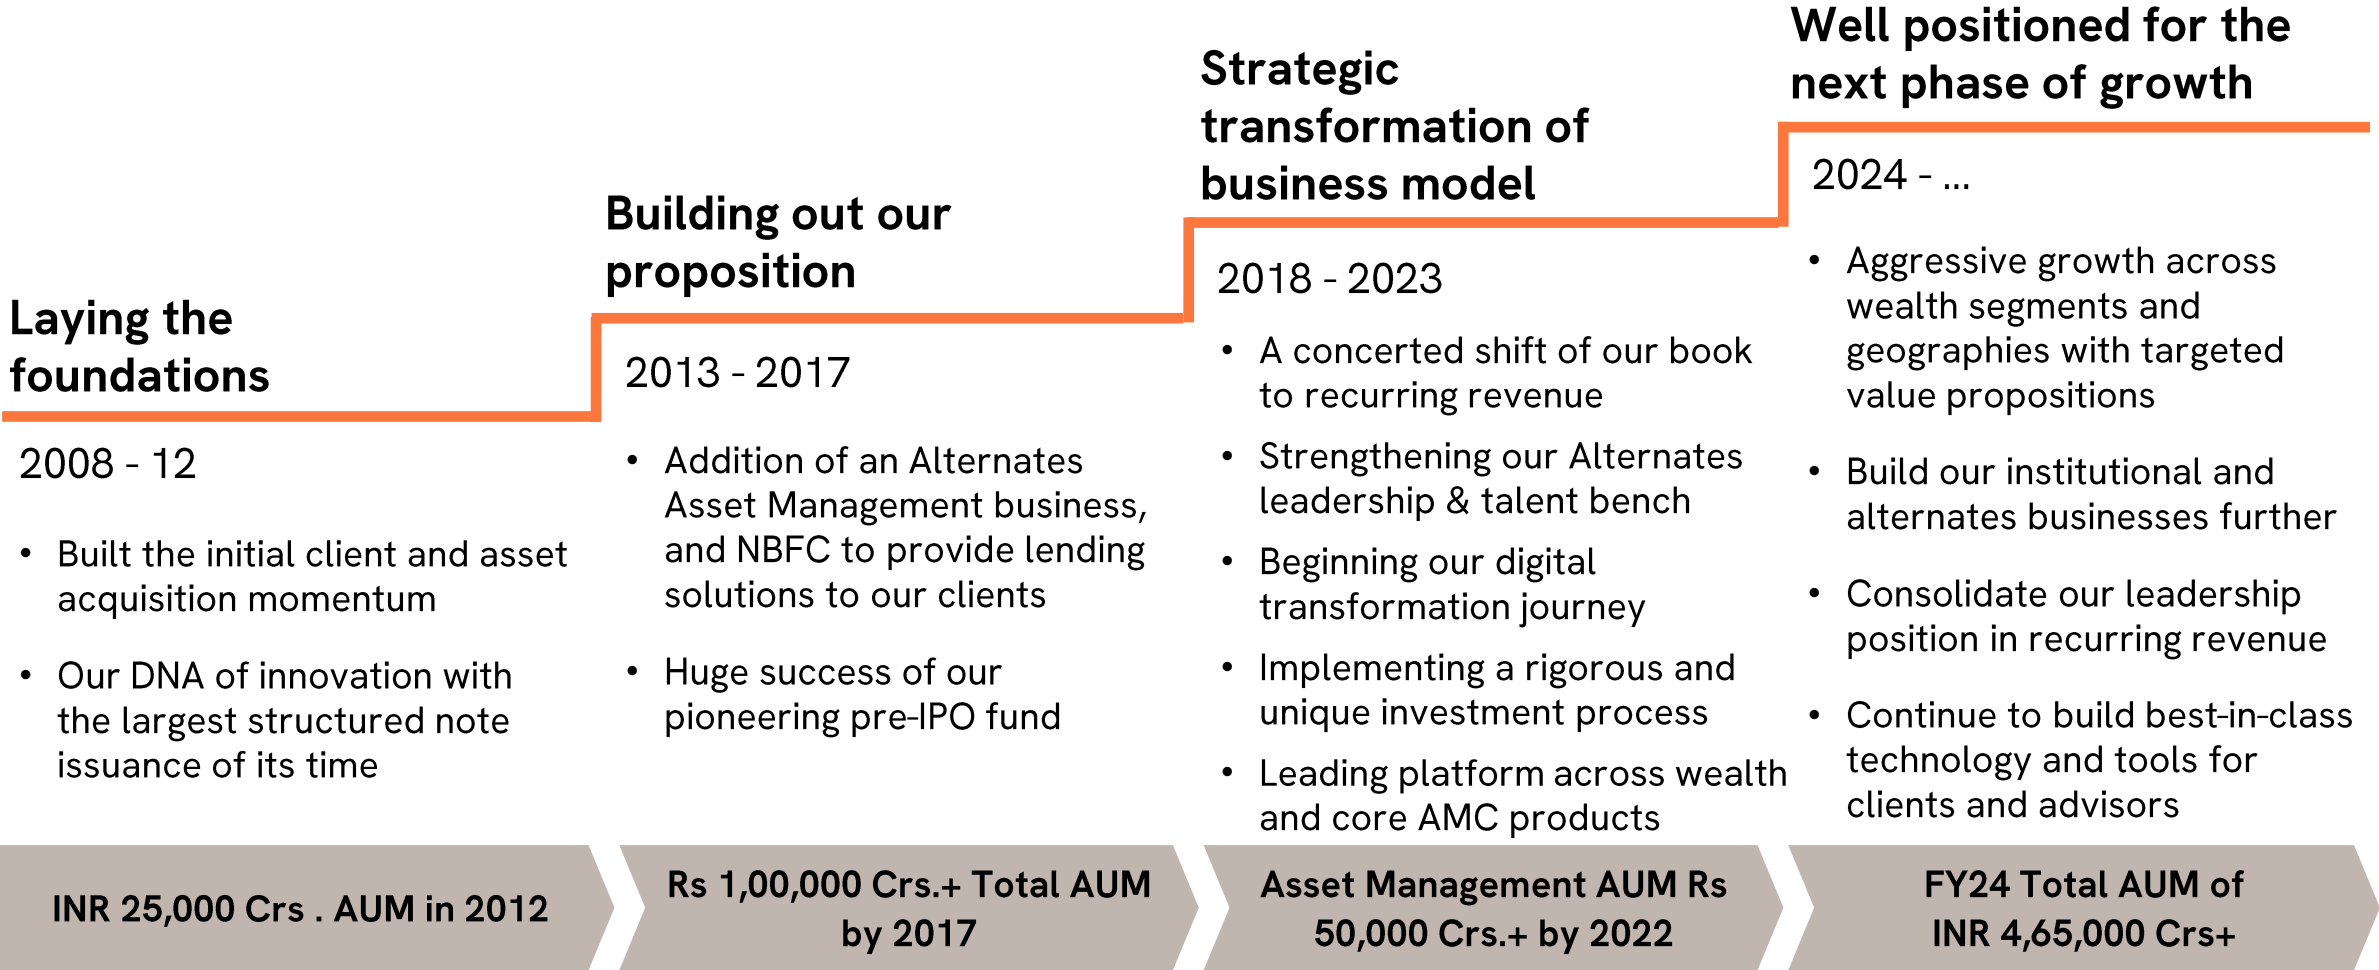 Laying the
foundations
2008 - 12
• Built the initial client and asset
acquisition momentum
• Our DNA of innovation with
the largest structured note
issuance of its time
INR 25,000 Crs . AUM in 2012
Building out our
proposition
2013 - 2017
• Addition of an Alternates
Asset Management business,
and NBFC to provide lending
solutions to our clients
• Huge success of our
pioneering pre-IPO fund
Rs 1,00,000 Crs.+ Total AUM
by 2017
Strategic
transformation of
business model
2018 - 2023
• A concerted shift of our book
to recurring revenue
• Strengthening our Alternates
leadership & talent bench
• Beginning our digital
transformation journey
• Implementing a rigorous and
unique investment process
• Leading platform across wealth
and core AMC products
Asset Management AUM Rs
50,000 Crs.+ by 2022
Well positioned for the
next phase of growth
2024 - ...
• Aggressive growth across
wealth segments and
geographies with targeted
value propositions
• Build our institutional and
alternates businesses further
• Consolidate our leadership
position in recurring revenue
• Continue to build best-in-class
technology and tools for
clients and advisors
FY24 Total AUM of
INR 4,65,000 Crs+